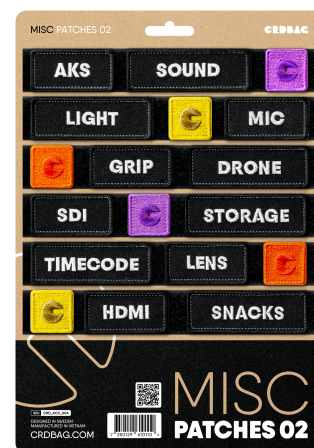 MISC PATCHES 02
CRDBAG
AKS
SOUND
LIGHT
MIC
GRIP
DRONE
SDI
STORAGE
TIMECODE
LENS
HDMI
SNACKS
CRD_ACC_004
DESIGNED IN SWEDEN
MANUFACTURED IN VIETNAM
CRDBAG.COM
MISC
PATCHES 02